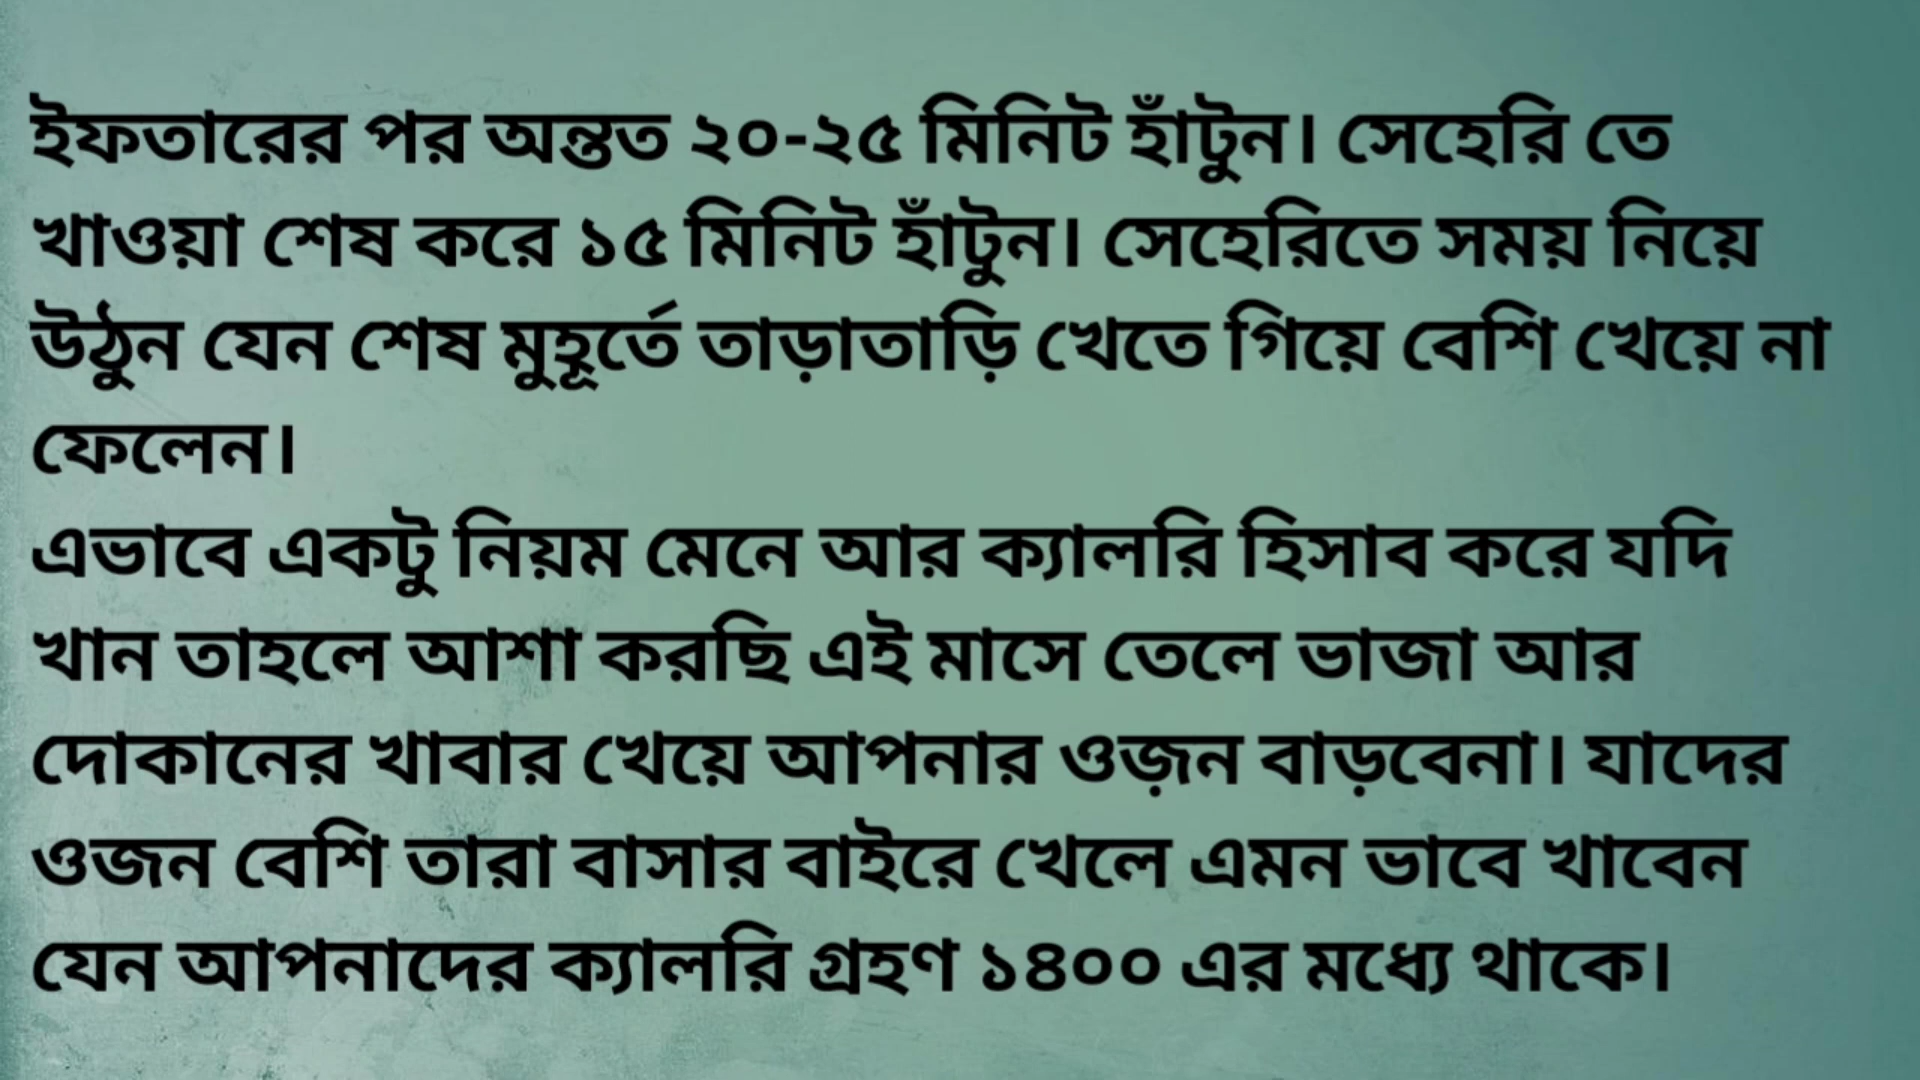 ইফতারের পর অন্তত ২০-২৫ মিনিট হাঁটুন। সেহেরি তে
খাওয়া শেষ করে ১৫ মিনিট হাঁটুন। সেহেরিতে সময় নিয়ে
উঠুন যেন শেষ মুহূর্তে তাড়াতাড়ি খেতে গিয়ে বেশি খেয়ে না
ফেলেন।
এভাবে একটু নিয়ম মেনে আর ক্যালরি হিসাব করে যদি
খান তাহলে আশা করছি এই মাসে তেলে ভাজা আর
দোকানের খাবার খেয়ে আপনার ওজ়ন বাড়বেনা। যাদের
ওজন বেশি তারা বাসার বাইরে খেলে এমন ভাবে খাবেন
যেন আপনাদের ক্যালরি গ্রহণ ১৪০০ এর মধ্যে থাকে।